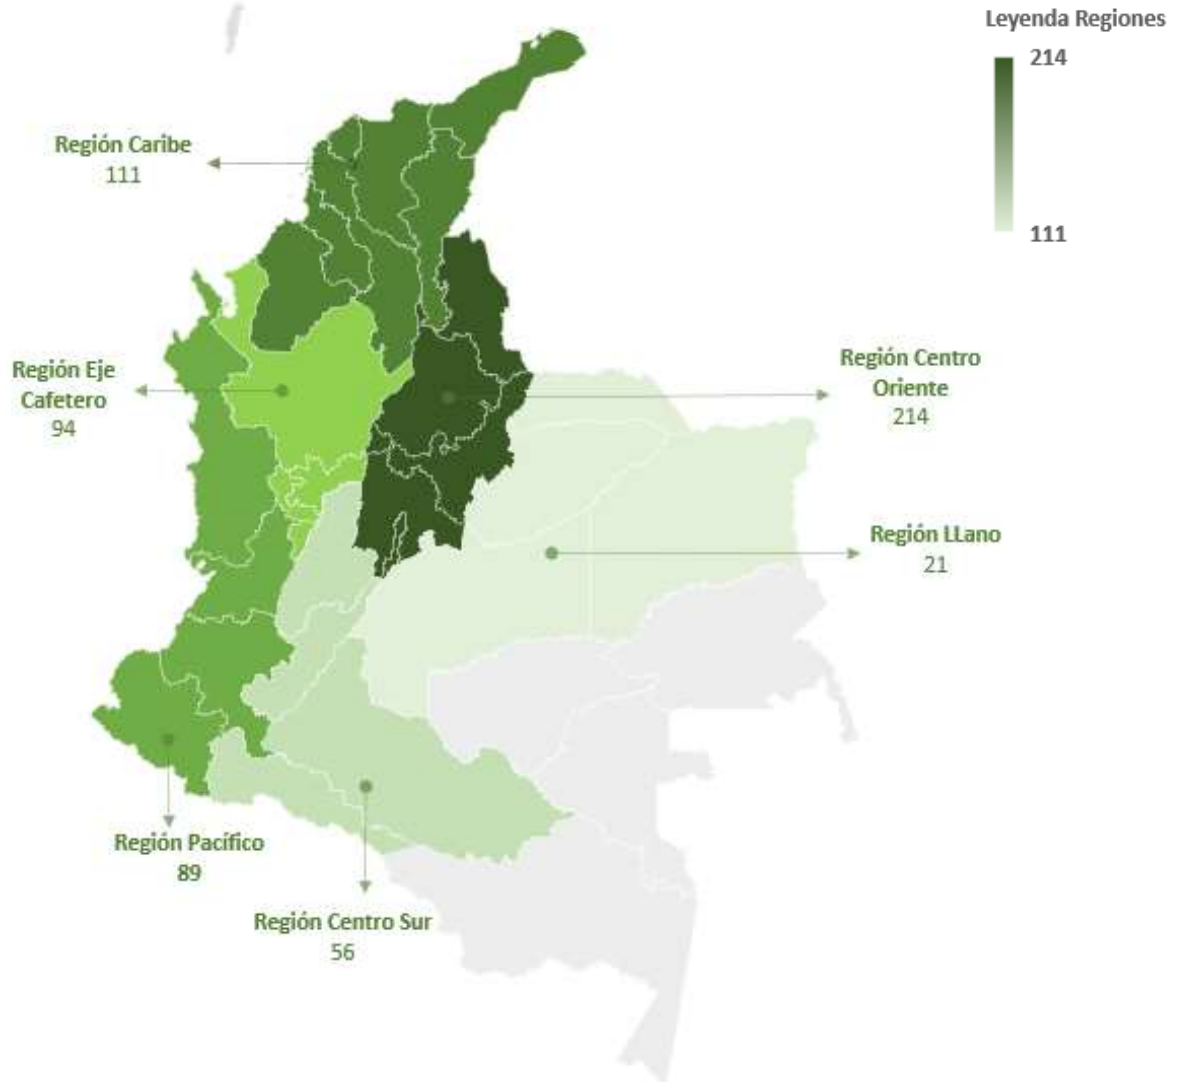 Leyenda Regiones
214
111
Región Caribe
111
Región Eje
Cafetero
94
Región Centro
Oriente
214
Región LLano
21
Región Pacífico
89
Región Centro Sur
56